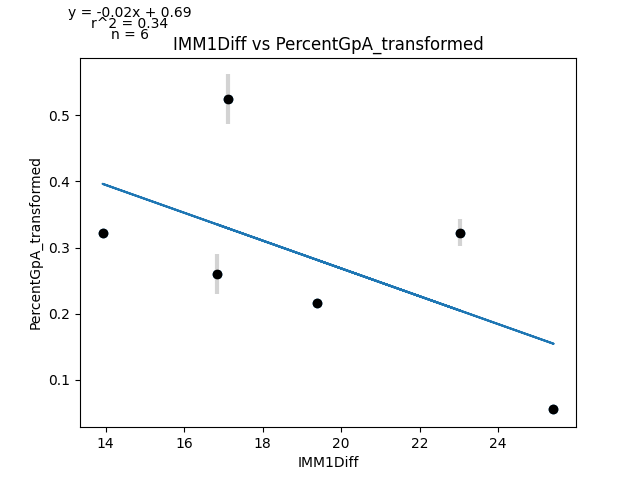 y = -0.02x + 0.69
r^2 = 0.34
n = 6
IMM1Diff vs PercentGpA_transformed
PercentGpA_transformed
0.5
0.4
0.3
0.2
0.1
14 16 18 20 22 24
IMM1Diff